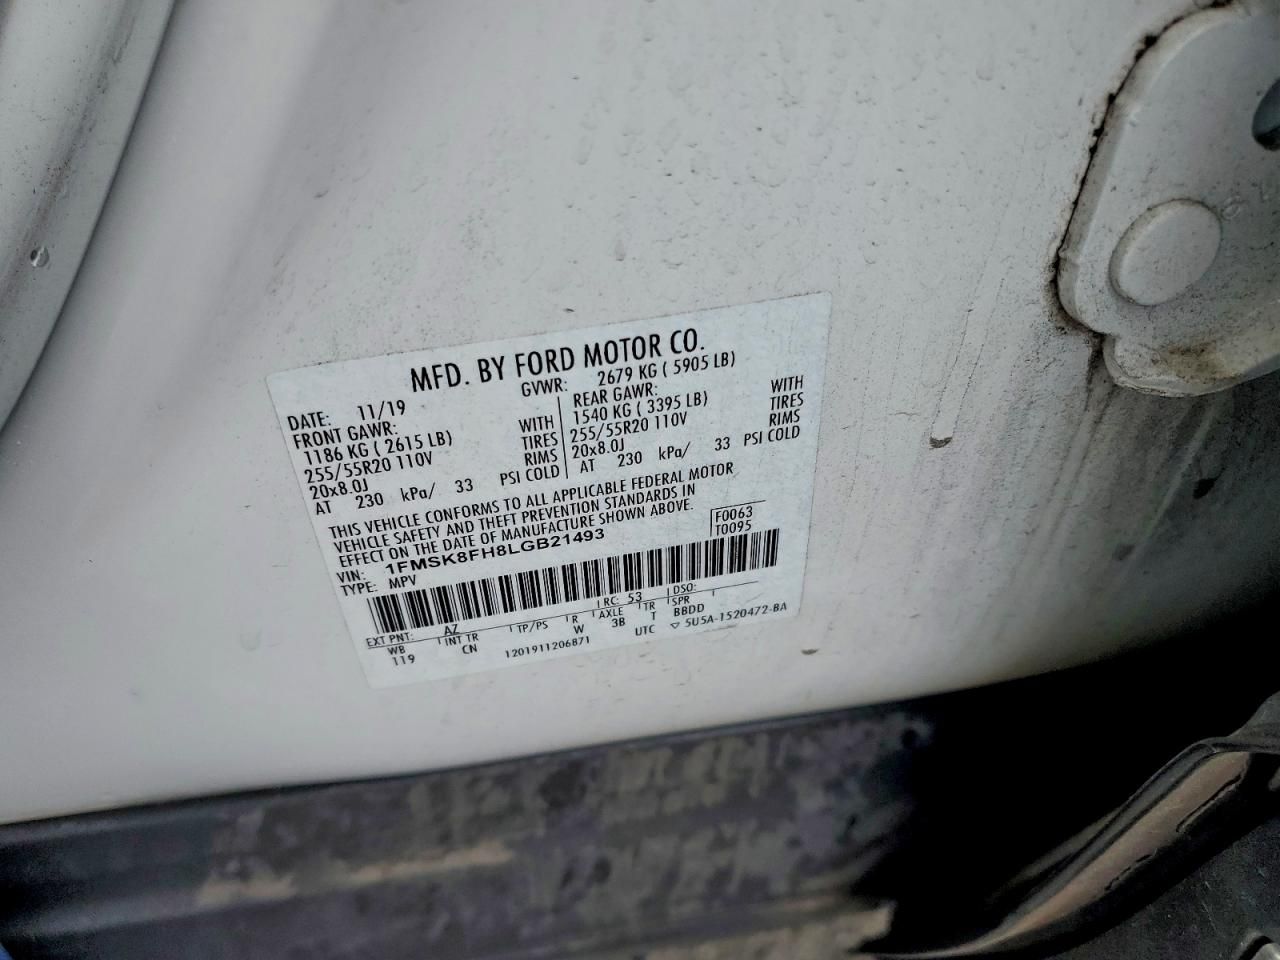 MFD. BY FORD MOTOR CO.
DATE: 11/19 GVWR: 2679 KG ( 5905 LB)
FRONT GAWR:
1186 KG ( 2615 LB) WITH
255/55R20 110V TIRES
20x8.0J RIMS
AT 230 kPa/ 33 PSI COLD
REAR GAWR:
1540 KG ( 3395 LB) WITH
255/55R20 110V TIRES
20x8.0J RIMS
AT 230 kPa/ 33 PSI COLD
THIS VEHICLE CONFORMS TO ALL APPLICABLE FEDERAL MOTOR
VEHICLE SAFETY AND THEFT PREVENTION STANDARDS IN
EFFECT ON THE DATE OF MANUFACTURE SHOWN ABOVE.
VIN: 1FMSK8FH8LGB21493
TYPE: MPV
F0063
T0095
EXT PNT: AZ RC: 53 DSO:
WB INT TR TP/PS R AXLE TR SPR
119 CN W 3B T BBDD
1201911206871 UTC ▽ 5U5A-1520472-BA